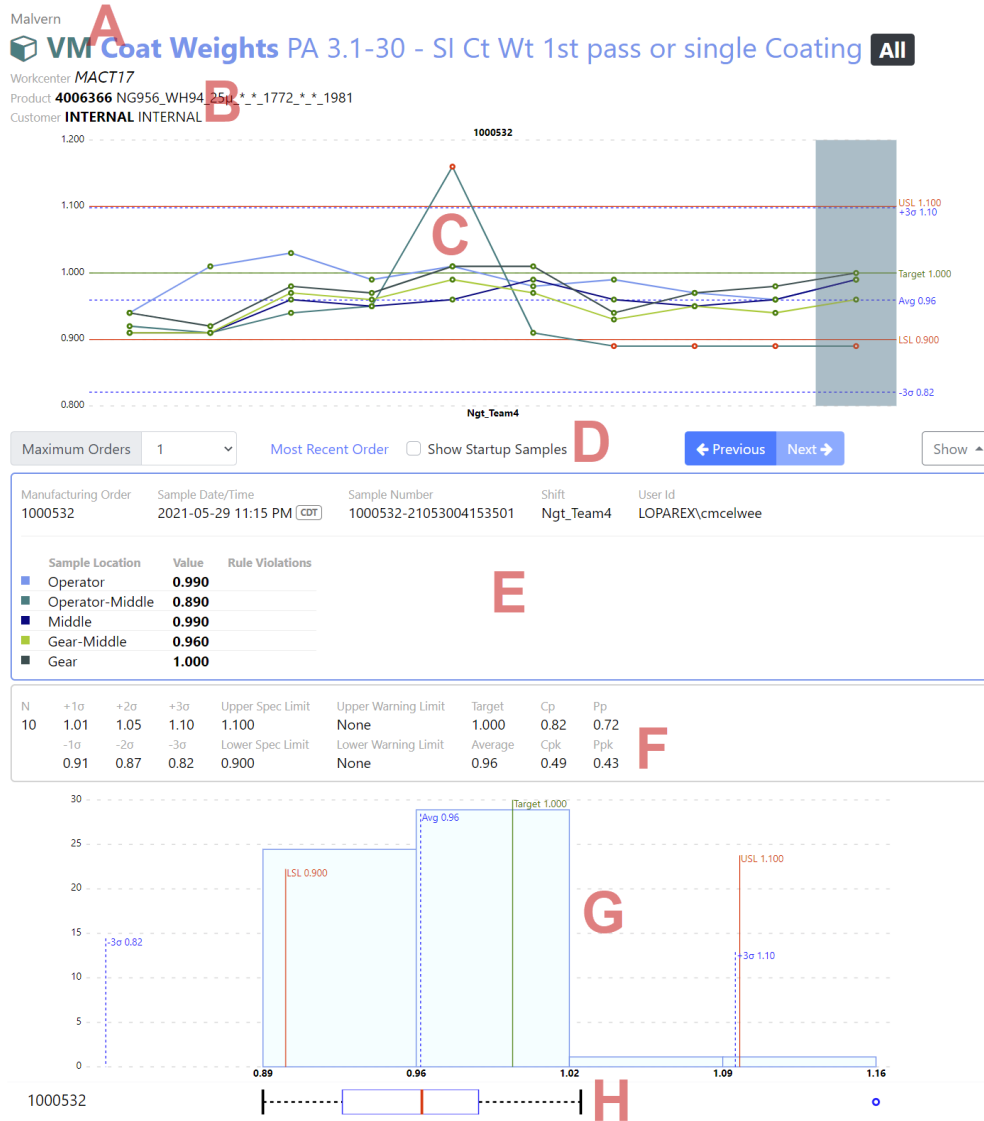 Malvern
A
VM Coat Weights PA 3.1-30 - SI Ct Wt 1st pass or single Coating All
Workcenter MACT17
Product 4006366 NG956_WH94_25µ_*_*_1772_*_*_1981
B
Customer INTERNAL INTERNAL
1000532
1.200
1.100
USL 1.100
+3σ 1.10
C
1.000
Target 1.000
Avg 0.96
0.900
LSL 0.900
-3σ 0.82
0.800
Ngt_Team4
Maximum Orders 1 Most Recent Order Show Startup Samples D Previous Next Show
Manufacturing Order Sample Date/Time Sample Number Shift User Id
1000532 2021-05-29 11:15 PM CDT 1000532-21053004153501 Ngt_Team4 LOPAREX\cmcelwee
Sample Location Value Rule Violations
Operator 0.990
E
Operator-Middle 0.890
Middle 0.990
Gear-Middle 0.960
Gear 1.000
N +1σ +2σ +3σ Upper Spec Limit Upper Warning Limit Target Cp Pp
10 1.01 1.05 1.10 1.100 None 1.000 0.82 0.72
-1σ -2σ -3σ Lower Spec Limit Lower Warning Limit Average Cpk Ppk
F
0.91 0.87 0.82 0.900 None 0.96 0.49 0.43
30
Target 1.000
Avg 0.96
25
USL 1.100
LSL 0.900
20
G
15
-3σ 0.82
+3σ 1.10
10
5
0
0.89 0.96 1.02 1.09 1.16
1000532
H